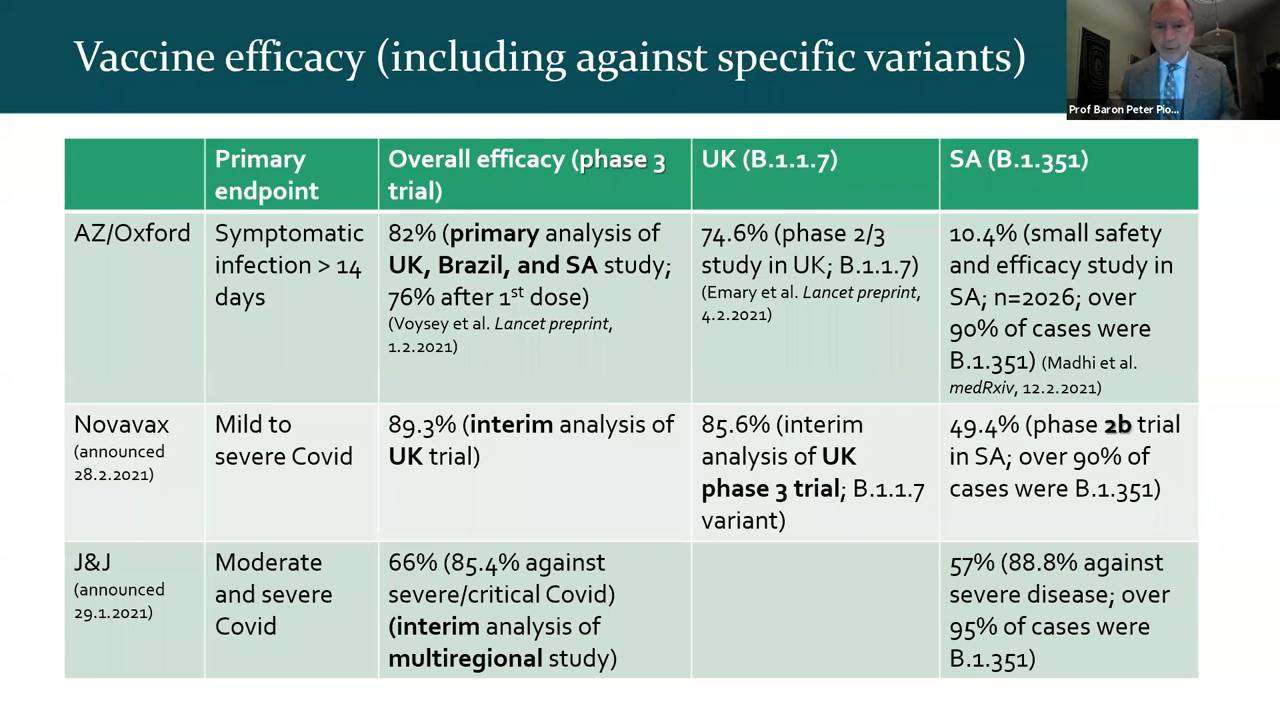 Vaccine efficacy (including against specific variants)
Prof Baron Peter Pio...
Primary
endpoint
Overall efficacy (phase 3
trial)
UK (B.1.1.7)
SA (B.1.351)
AZ/Oxford
Symptomatic
infection > 14
days
82% (primary analysis of
UK, Brazil, and SA study;
76% after 1st dose)
(Voysey et al. Lancet preprint,
1.2.2021)
74.6% (phase 2/3
study in UK; B.1.1.7)
(Emary et al. Lancet preprint,
4.2.2021)
10.4% (small safety
and efficacy study in
SA; n=2026; over
90% of cases were
B.1.351) (Madhi et al.
medRxiv, 12.2.2021)
Novavax
(announced
28.2.2021)
Mild to
severe Covid
89.3% (interim analysis of
UK trial)
85.6% (interim
analysis of UK
phase 3 trial; B.1.1.7
variant)
49.4% (phase 2b trial
in SA; over 90% of
cases were B.1.351)
J&J
(announced
29.1.2021)
Moderate
and severe
Covid
66% (85.4% against
severe/critical Covid)
(interim analysis of
multiregional study)
57% (88.8% against
severe disease; over
95% of cases were
B.1.351)